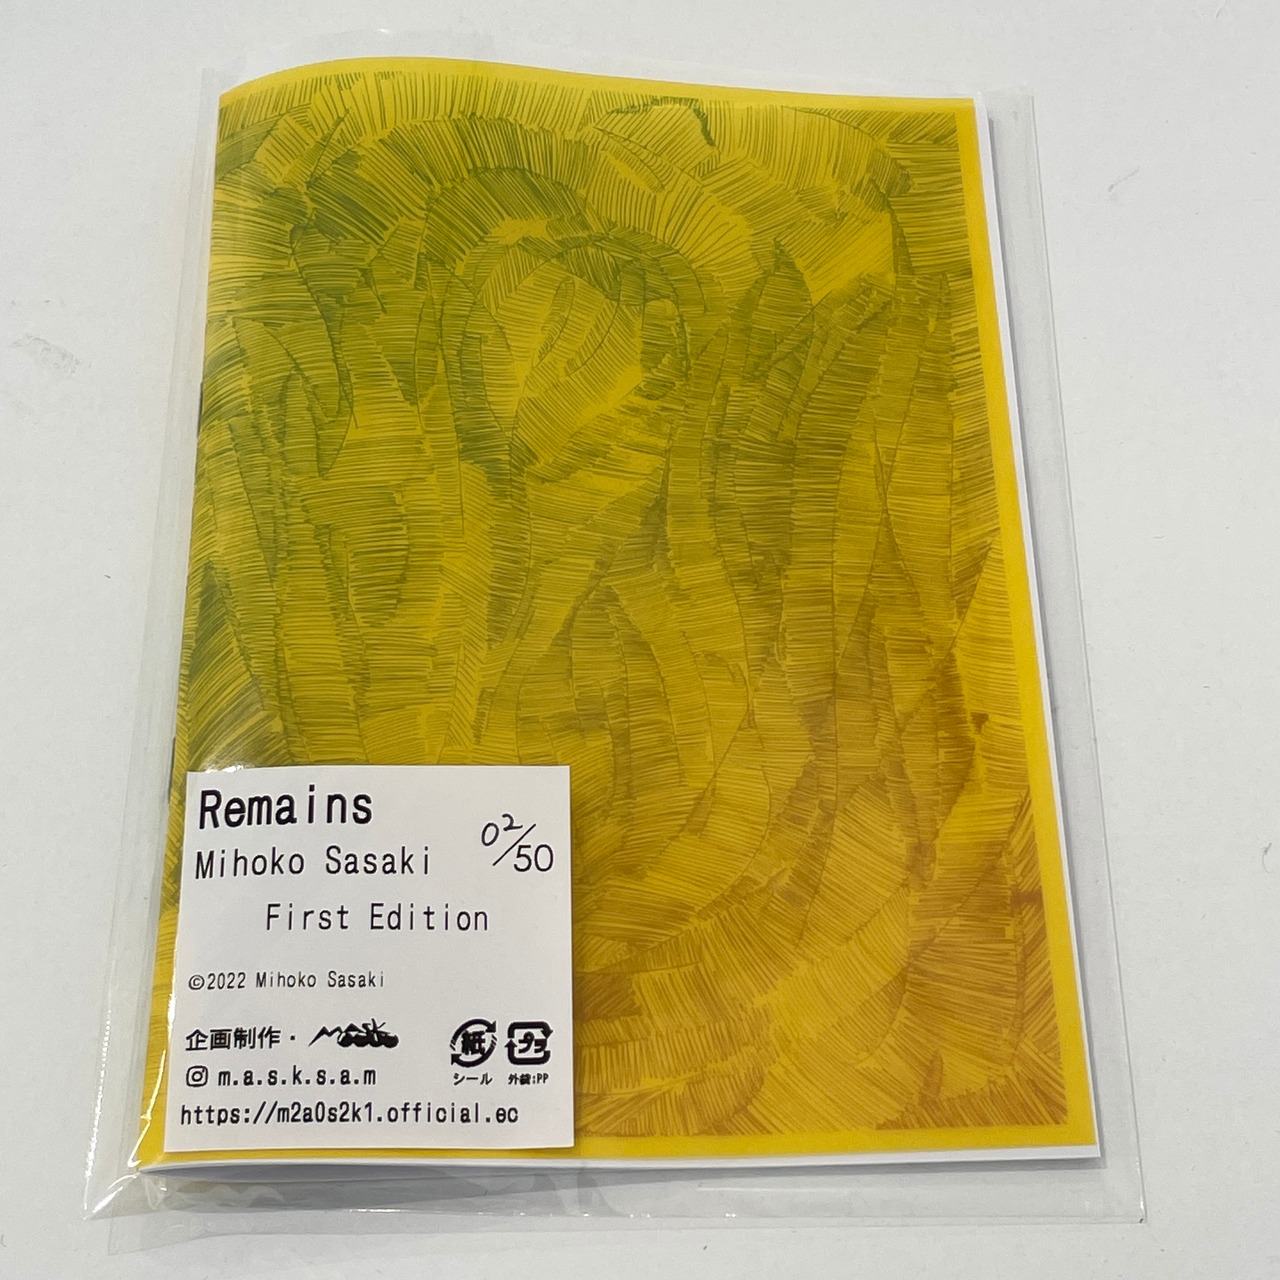 Remains
Mihoko Sasaki
02/50
First Edition
©2022 Mihoko Sasaki
企画制作・MASK
m.a.s.k.s.a.m
https://m2a0s2k1.official.ec
紙
シール
プラ
外袋:PP